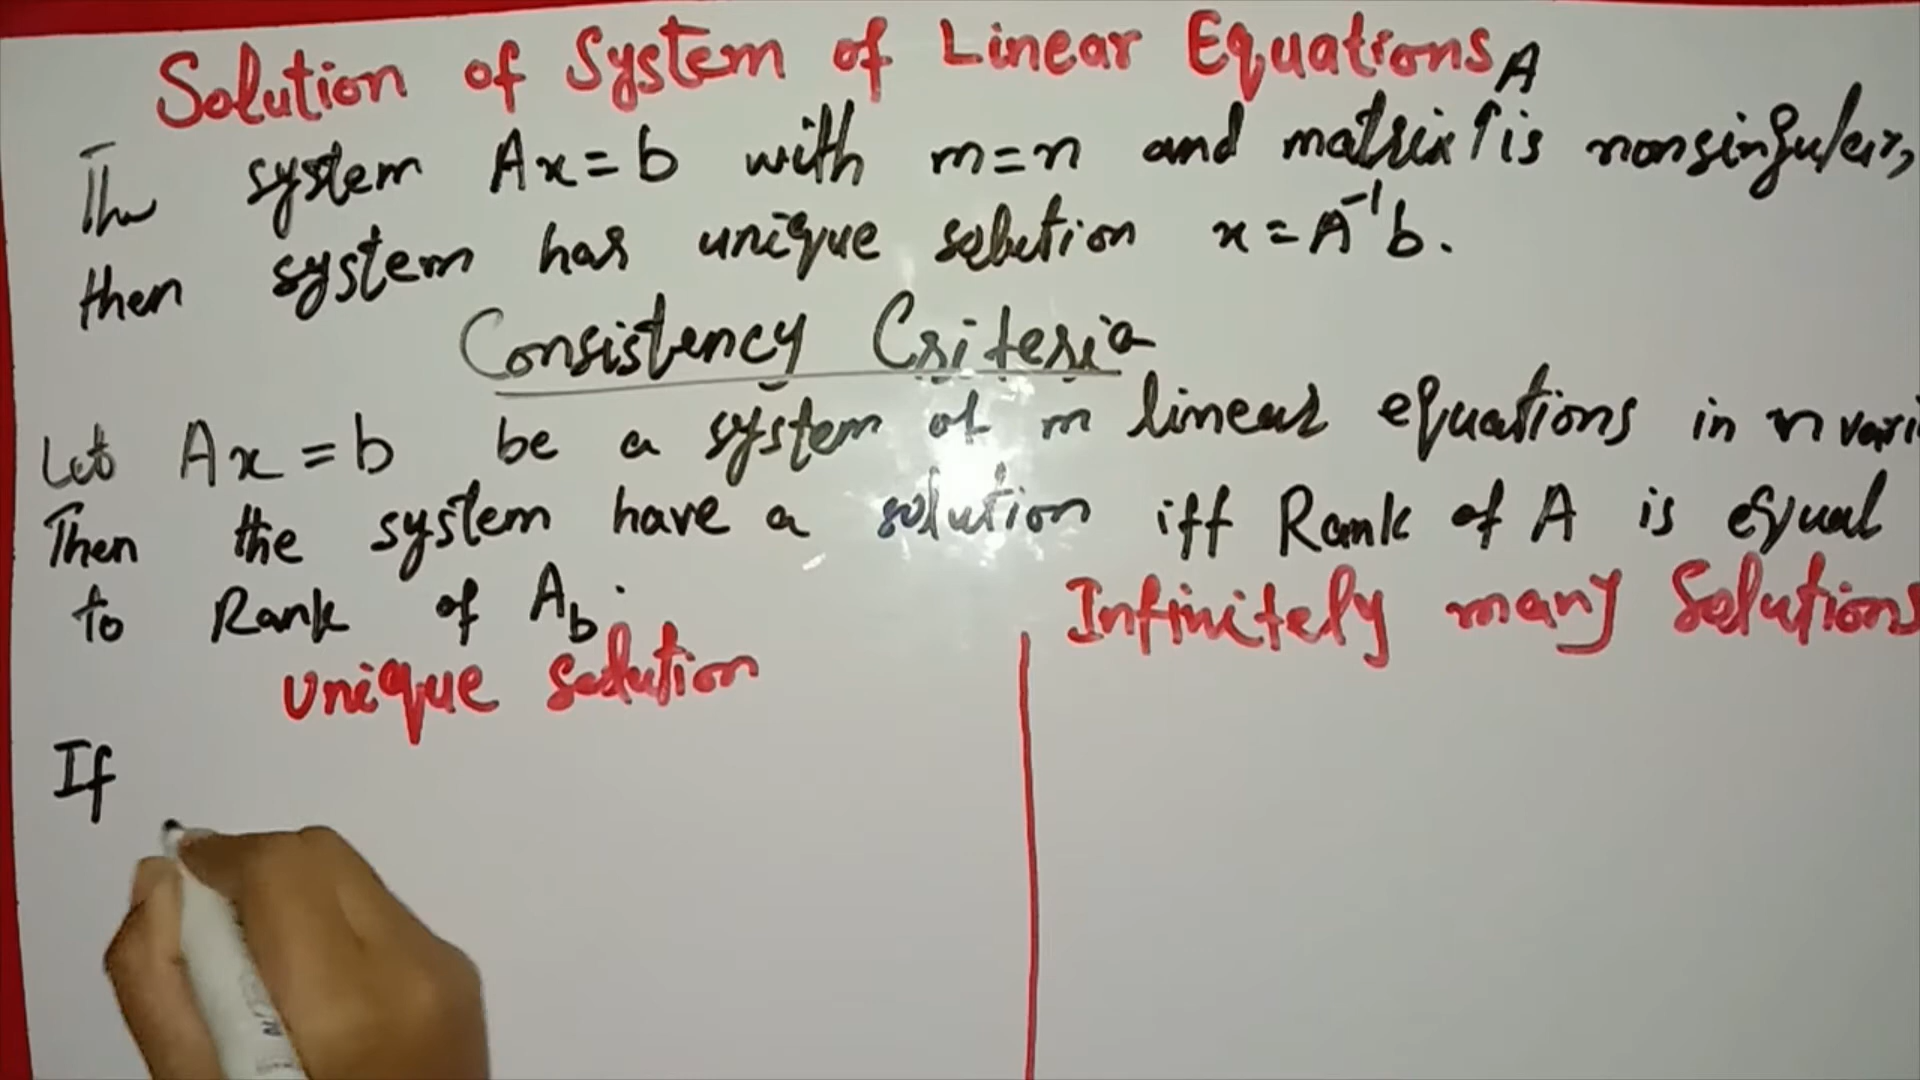 Solution of System of Linear Equations
The system Ax = b with m = n and matrix ↑ A is nonsingular,
then system has unique solution x = A⁻¹b.
Consistency Criteria
Let Ax = b be a system of m linear equations in n vari
Then the system have a solution iff Rank of A is equal
to Rank of A_b.
Unique solution
Infinitely many Solutions
If